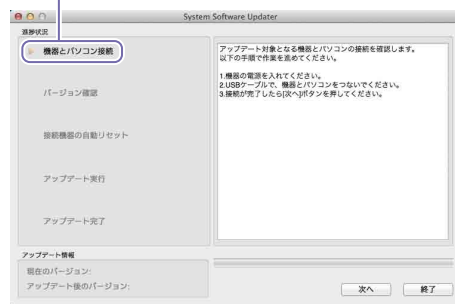 System Software Updater
進捗状況
機器とパソコン接続
バージョン確認
接続機器の自動リセット
アップデート実行
アップデート完了
アップデート対象となる機器とパソコンの接続を確認します。
以下の手順で作業を進めてください。
1.機器の電源を入れてください。
2.USBケーブルで、機器とパソコンをつないでください。
3.接続が完了したら[次へ]ボタンを押してください。
アップデート情報
現在のバージョン:
アップデート後のバージョン:
次へ
終了